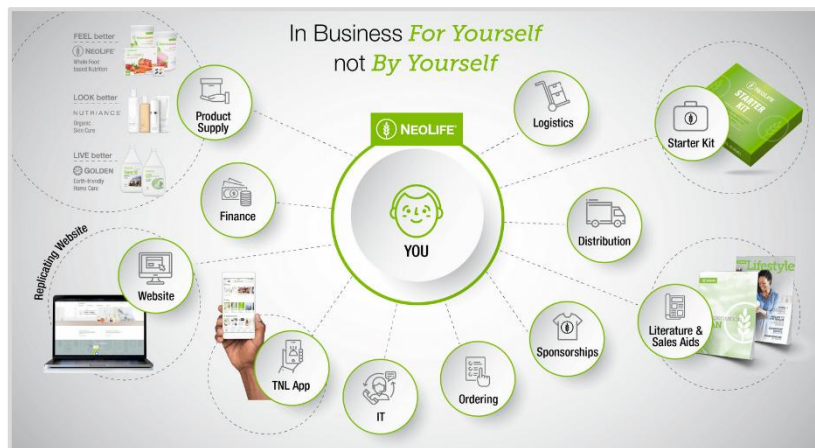 In Business For Yourself
not By Yourself
FEEL better
NEOLIFE
Whole Food
based Nutrition
LOOK better
NUTRIANCE
Organic
Skin Care
LIVE better
GOLDEN
Earth-friendly
Home Care
Product
Supply
Finance
Replicating Website
Website
TNL App
IT
Ordering
Sponsorships
Literature &
Sales Aids
Lifestyle
Distribution
Starter Kit
NEOLIFE
STARTER
KIT
Logistics
NEOLIFE
YOU